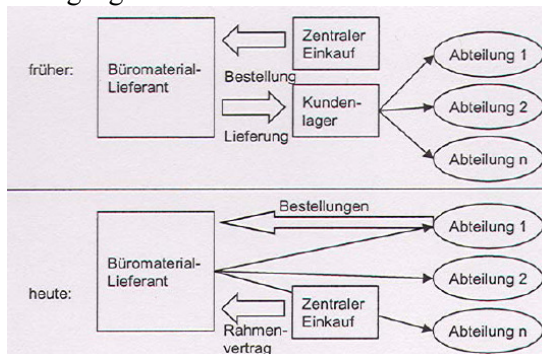 früher:
Büromaterial-
Lieferant
Bestellung
Lieferung
Zentraler
Einkauf
Kunden-
lager
Abteilung 1
Abteilung 2
Abteilung n
heute:
Büromaterial-
Lieferant
Bestellungen
Rahmen-
vertrag
Zentraler
Einkauf
Abteilung 1
Abteilung 2
Abteilung n